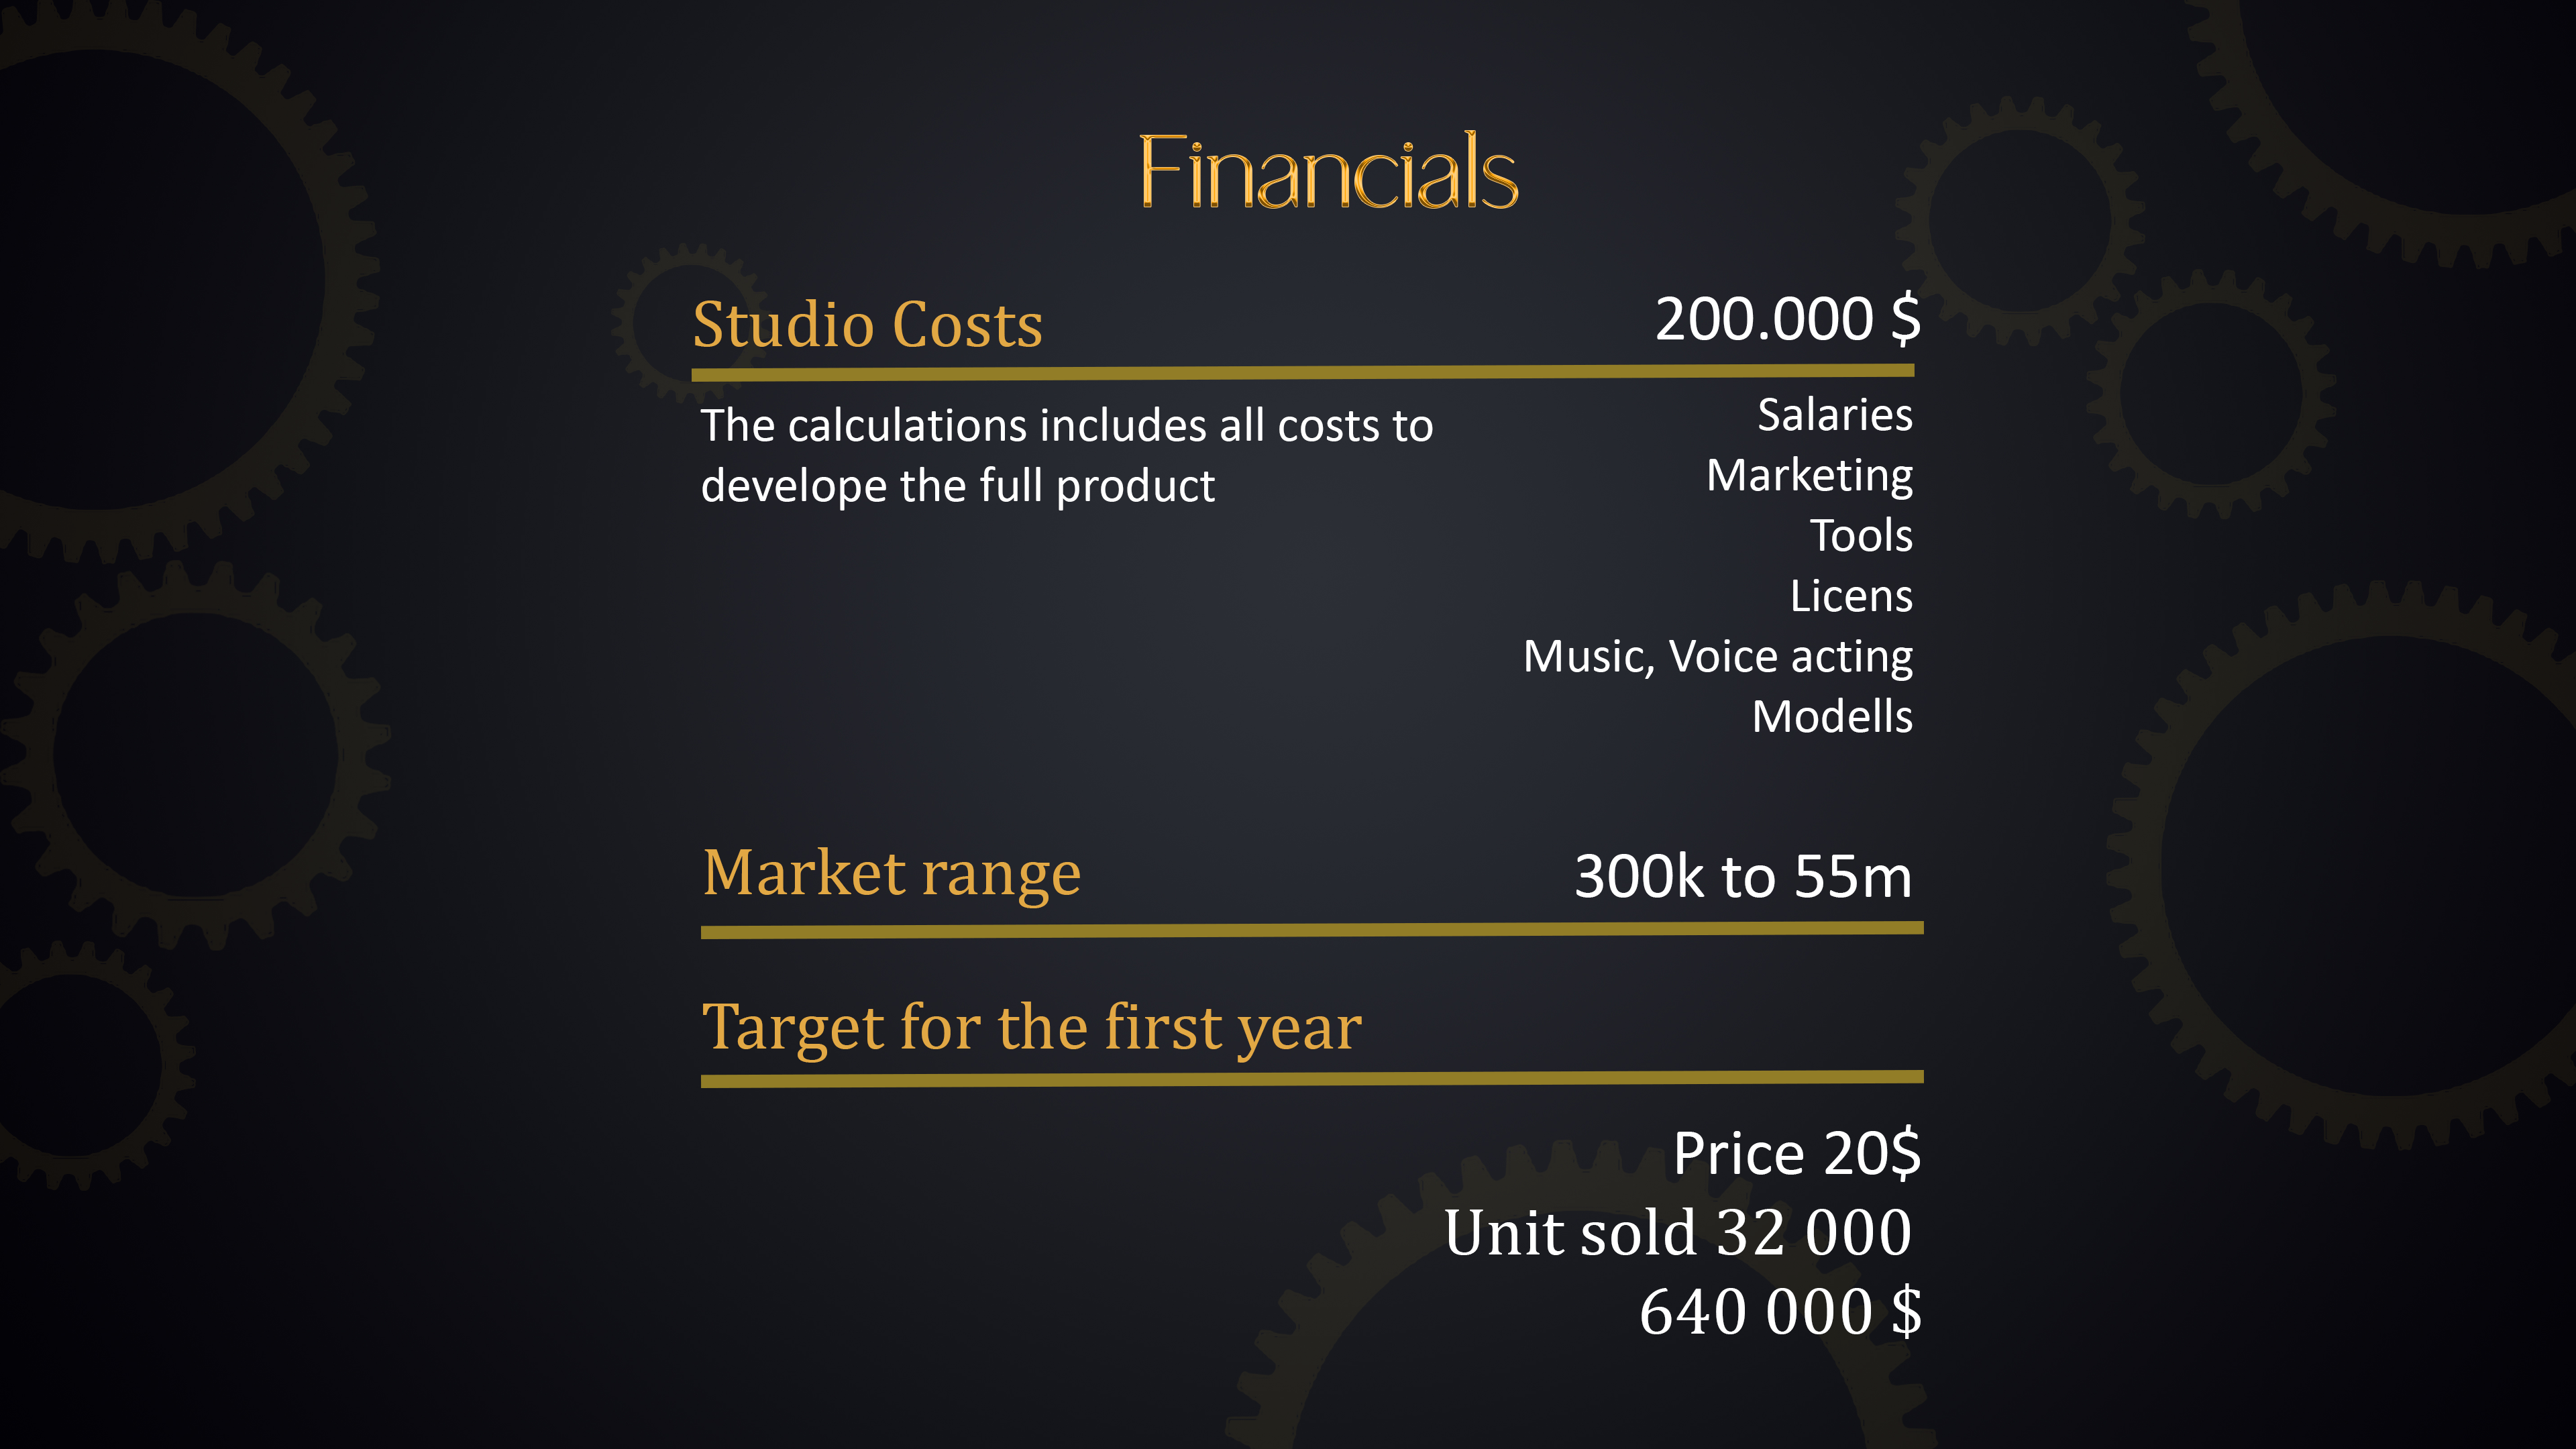 Financials
Studio Costs
200.000 $
The calculations includes all costs to
develope the full product
Salaries
Marketing
Tools
Licens
Music, Voice acting
Modells
Market range
300k to 55m
Target for the first year
Price 20$
Unit sold 32 000
640 000 $